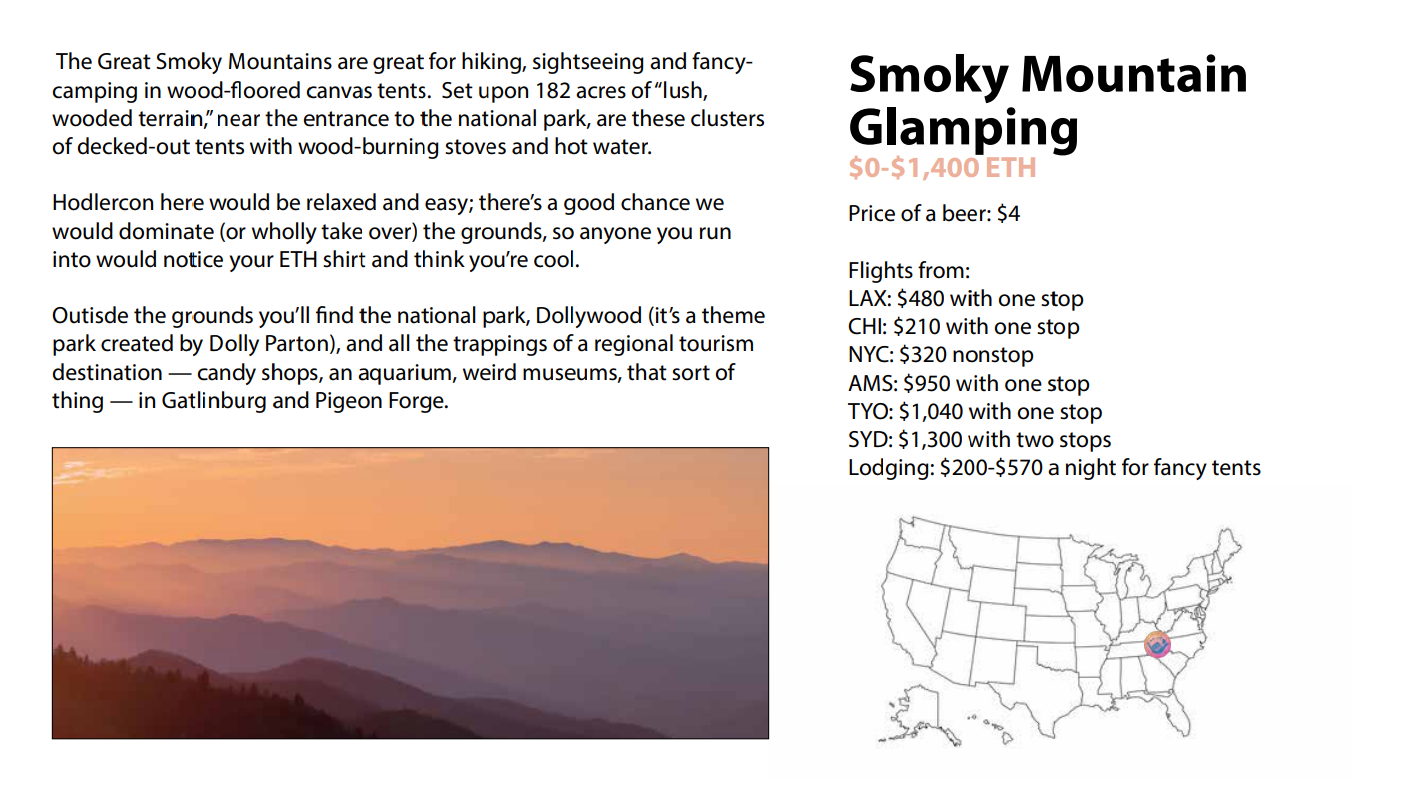 The Great Smoky Mountains are great for hiking, sightseeing and fancy-
camping in wood-floored canvas tents.  Set upon 182 acres of “lush,
wooded terrain,” near the entrance to the national park, are these clusters
of decked-out tents with wood-burning stoves and hot water.
Hodlercon here would be relaxed and easy; there’s a good chance we
would dominate (or wholly take over) the grounds, so anyone you run
into would notice your ETH shirt and think you’re cool.
Outisde the grounds you’ll find the national park, Dollywood (it’s a theme
park created by Dolly Parton), and all the trappings of a regional tourism
destination — candy shops, an aquarium, weird museums, that sort of
thing — in Gatlinburg and Pigeon Forge.
Smoky Mountain
Glamping
$0-$1,400 ETH
Price of a beer: $4
Flights from:
LAX: $480 with one stop
CHI: $210 with one stop
NYC: $320 nonstop
AMS: $950 with one stop
TYO: $1,040 with one stop
SYD: $1,300 with two stops
Lodging: $200-$570 a night for fancy tents